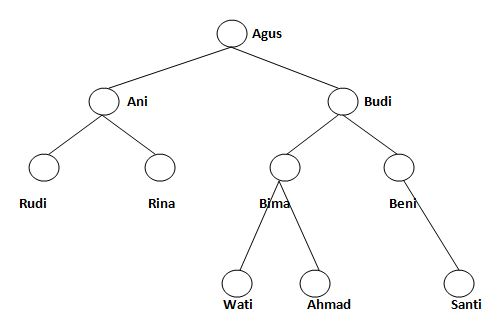 Agus
Ani
Budi
Rudi
Rina
Bima
Beni
Wati
Ahmad
Santi